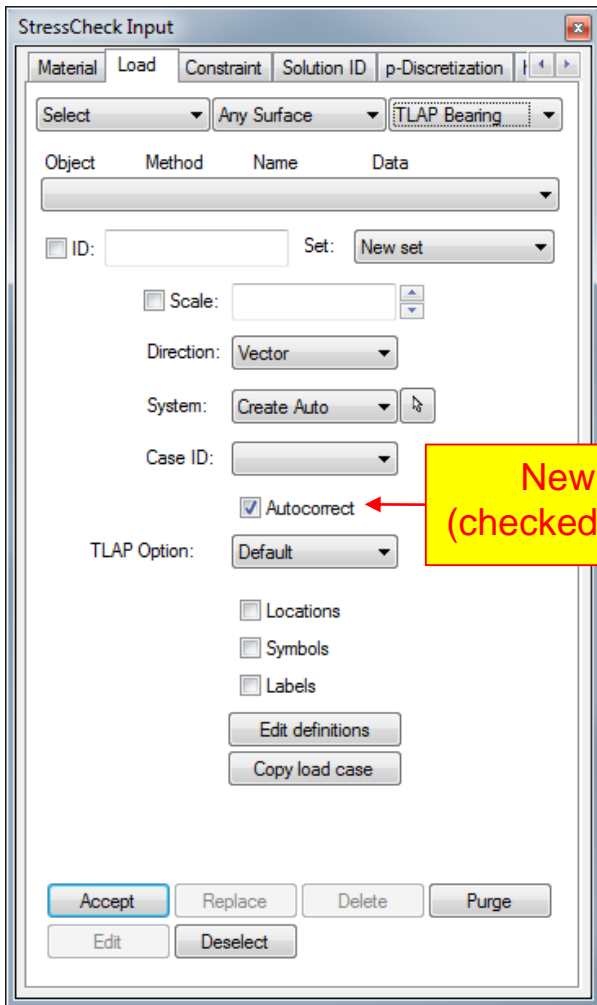 StressCheck Input
Material Load Constraint Solution ID p-Discretization
Select Any Surface TLAP Bearing
Object Method Name Data
ID: Set: New set
Scale:
Direction: Vector
System: Create Auto
Case ID:
New
Autocorrect
(checked
TLAP Option: Default
Locations
Symbols
Labels
Edit definitions
Copy load case
Accept Replace Delete Purge
Edit Deselect